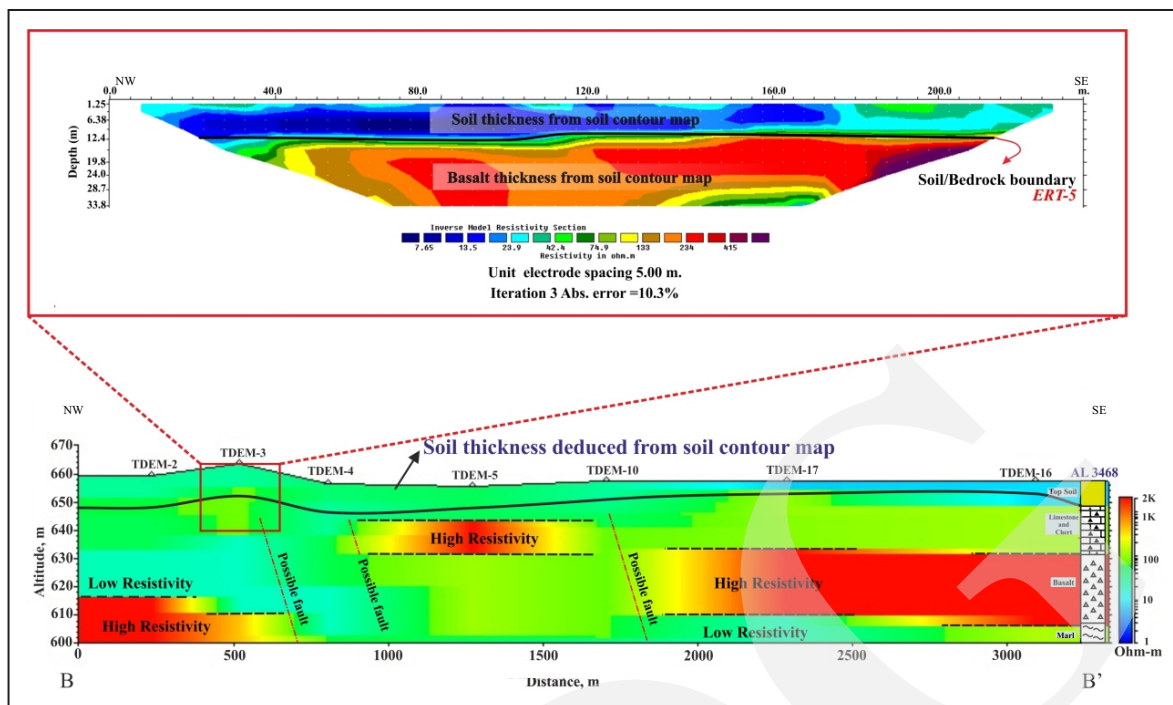 NW SE
0.0 40.0 80.0 120.0 160.0 200.0 m.
Depth (m)
1.25
6.38
12.4
19.8
24.0
28.7
33.8
Soil thickness from soil contour map
Basalt thickness from soil contour map
Soil/Bedrock boundary
ERT-5
Inverse Model Resistivity Section
7.65 13.5 23.9 42.4 74.9 133 234 415
Resistivity in ohm.m
Unit electrode spacing 5.00 m.
Iteration 3 Abs. error =10.3%
NW SE
Soil thickness deduced from soil contour map
TDEM-2 TDEM-3 TDEM-4 TDEM-5 TDEM-10 TDEM-17 TDEM-16 AL 3468
Altitude, m
670
660
650
640
630
620
610
600
Top Soil
Limestone
and
Chert
Basalt
Marl
High Resistivity
Low Resistivity
High Resistivity
High Resistivity
Low Resistivity
Possible fault
Possible fault
Possible fault
2K
1K
100
10
1
Ohm-m
0 500 1000 1500 2000 2500 3000
B Distance, m B'